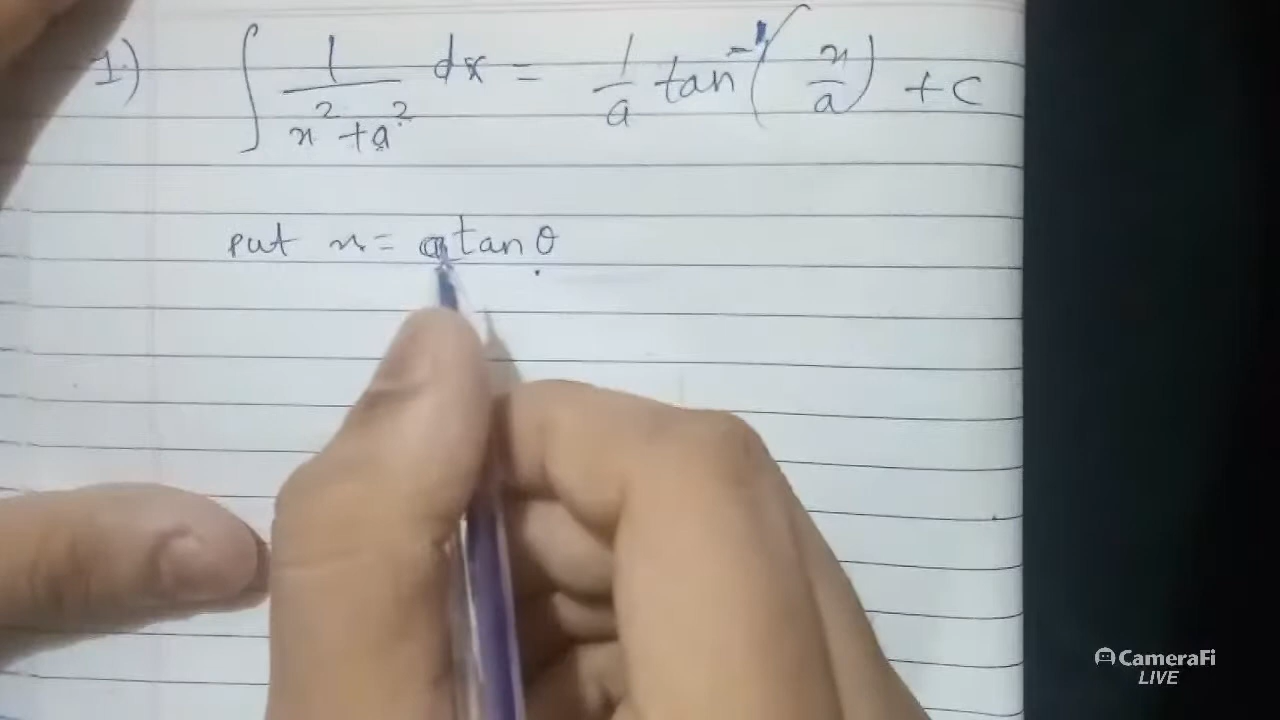 1) ∫ 1/(x² + a²) dx = 1/a tan⁻¹(x/a) + c
put x = a tan θ
CameraFi
LIVE